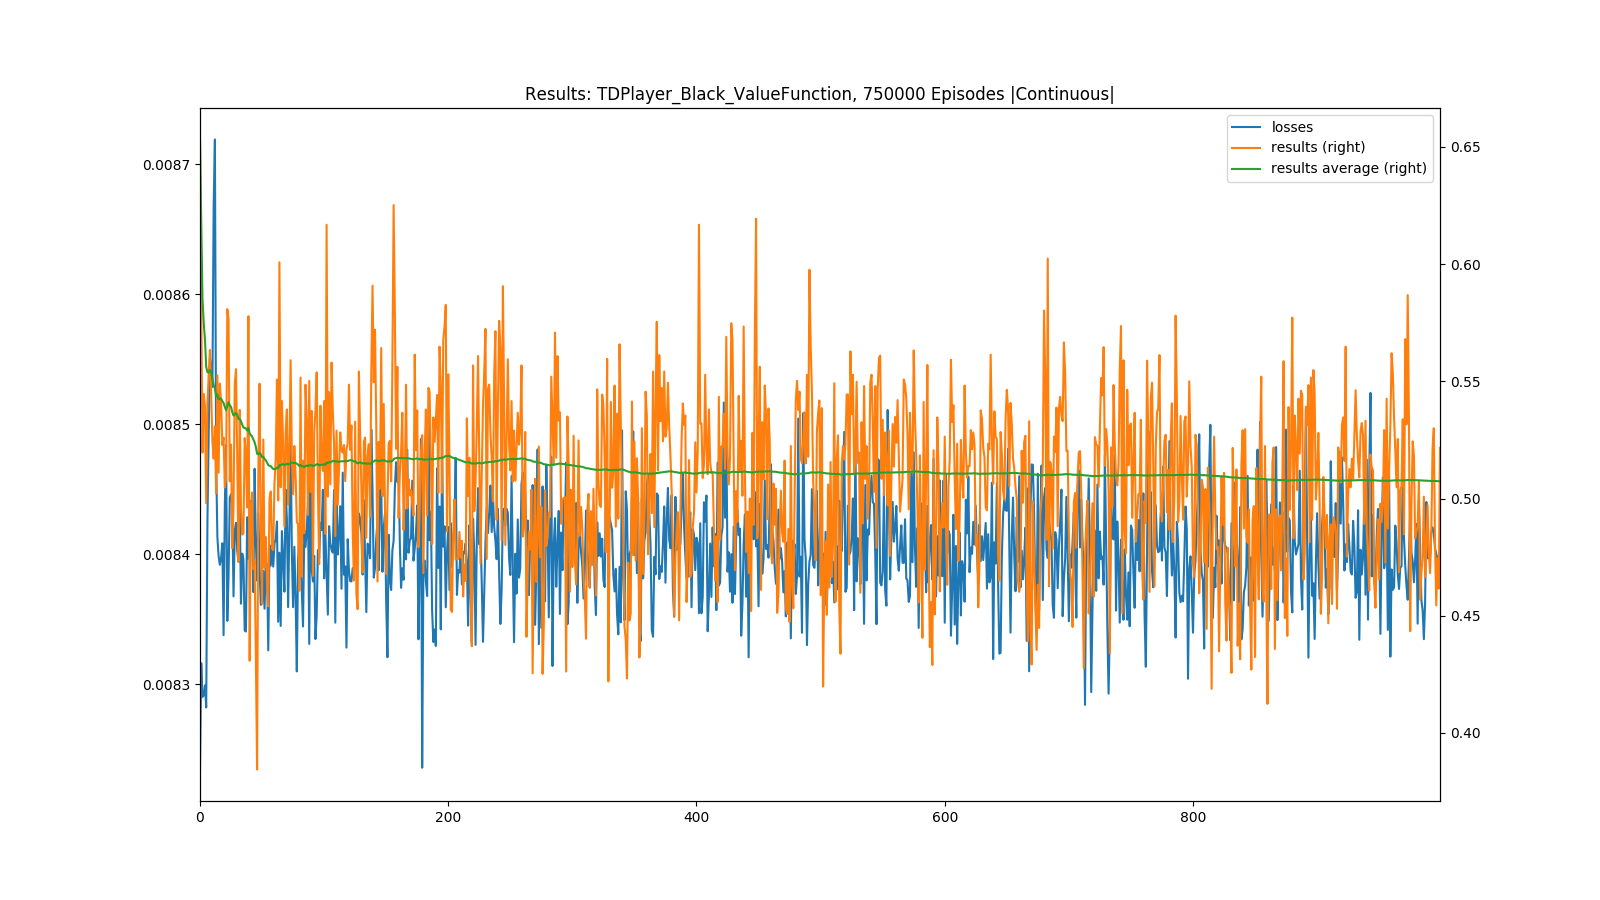 Results: TDPlayer_Black_ValueFunction, 750000 Episodes |Continuous|
losses
results (right)
results average (right)
0.0087
0.0086
0.0085
0.0084
0.0083
0.65
0.60
0.55
0.50
0.45
0.40
0 200 400 600 800